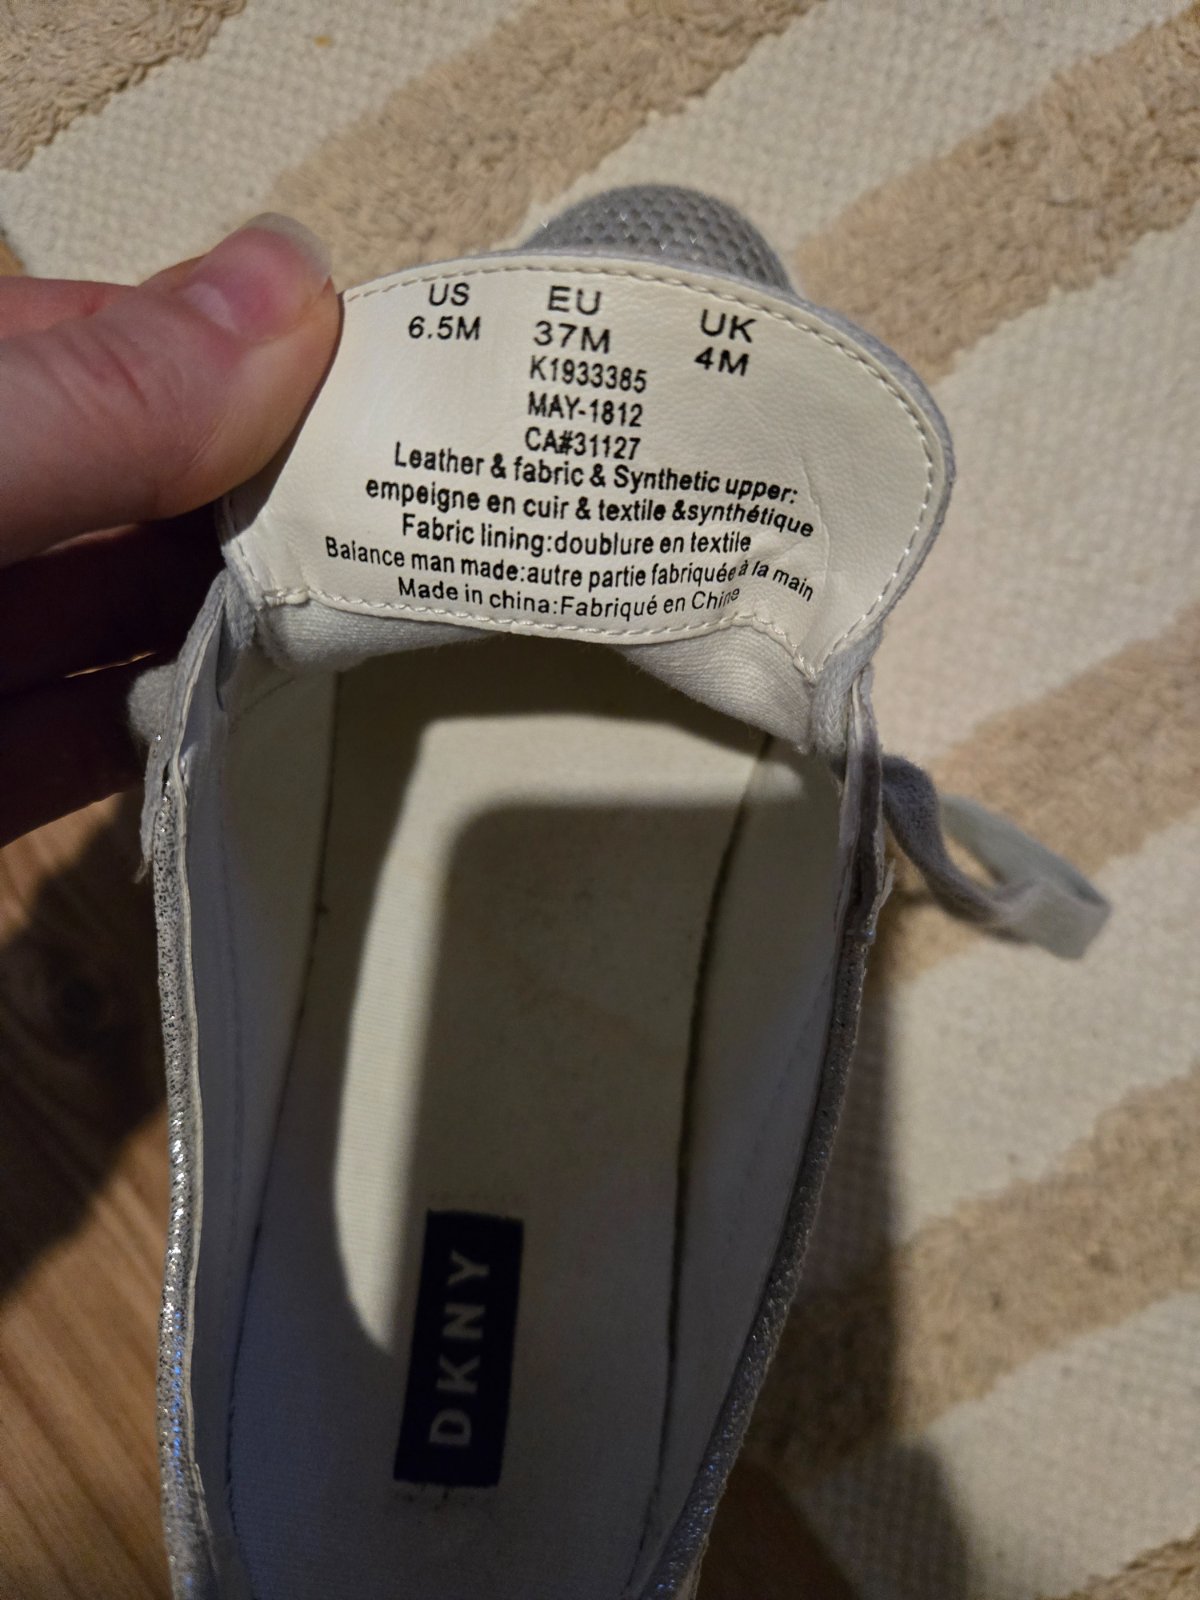 US EU UK
6.5M 37M 4M
K1933385
MAY-1812
CA#31127
Leather & fabric & Synthetic upper:
empeigne en cuir & textile &synthétique
Fabric lining:doublure en textile
Balance man made:autre partie fabriquée à la main
Made in china:Fabriqué en Chine
DKNY